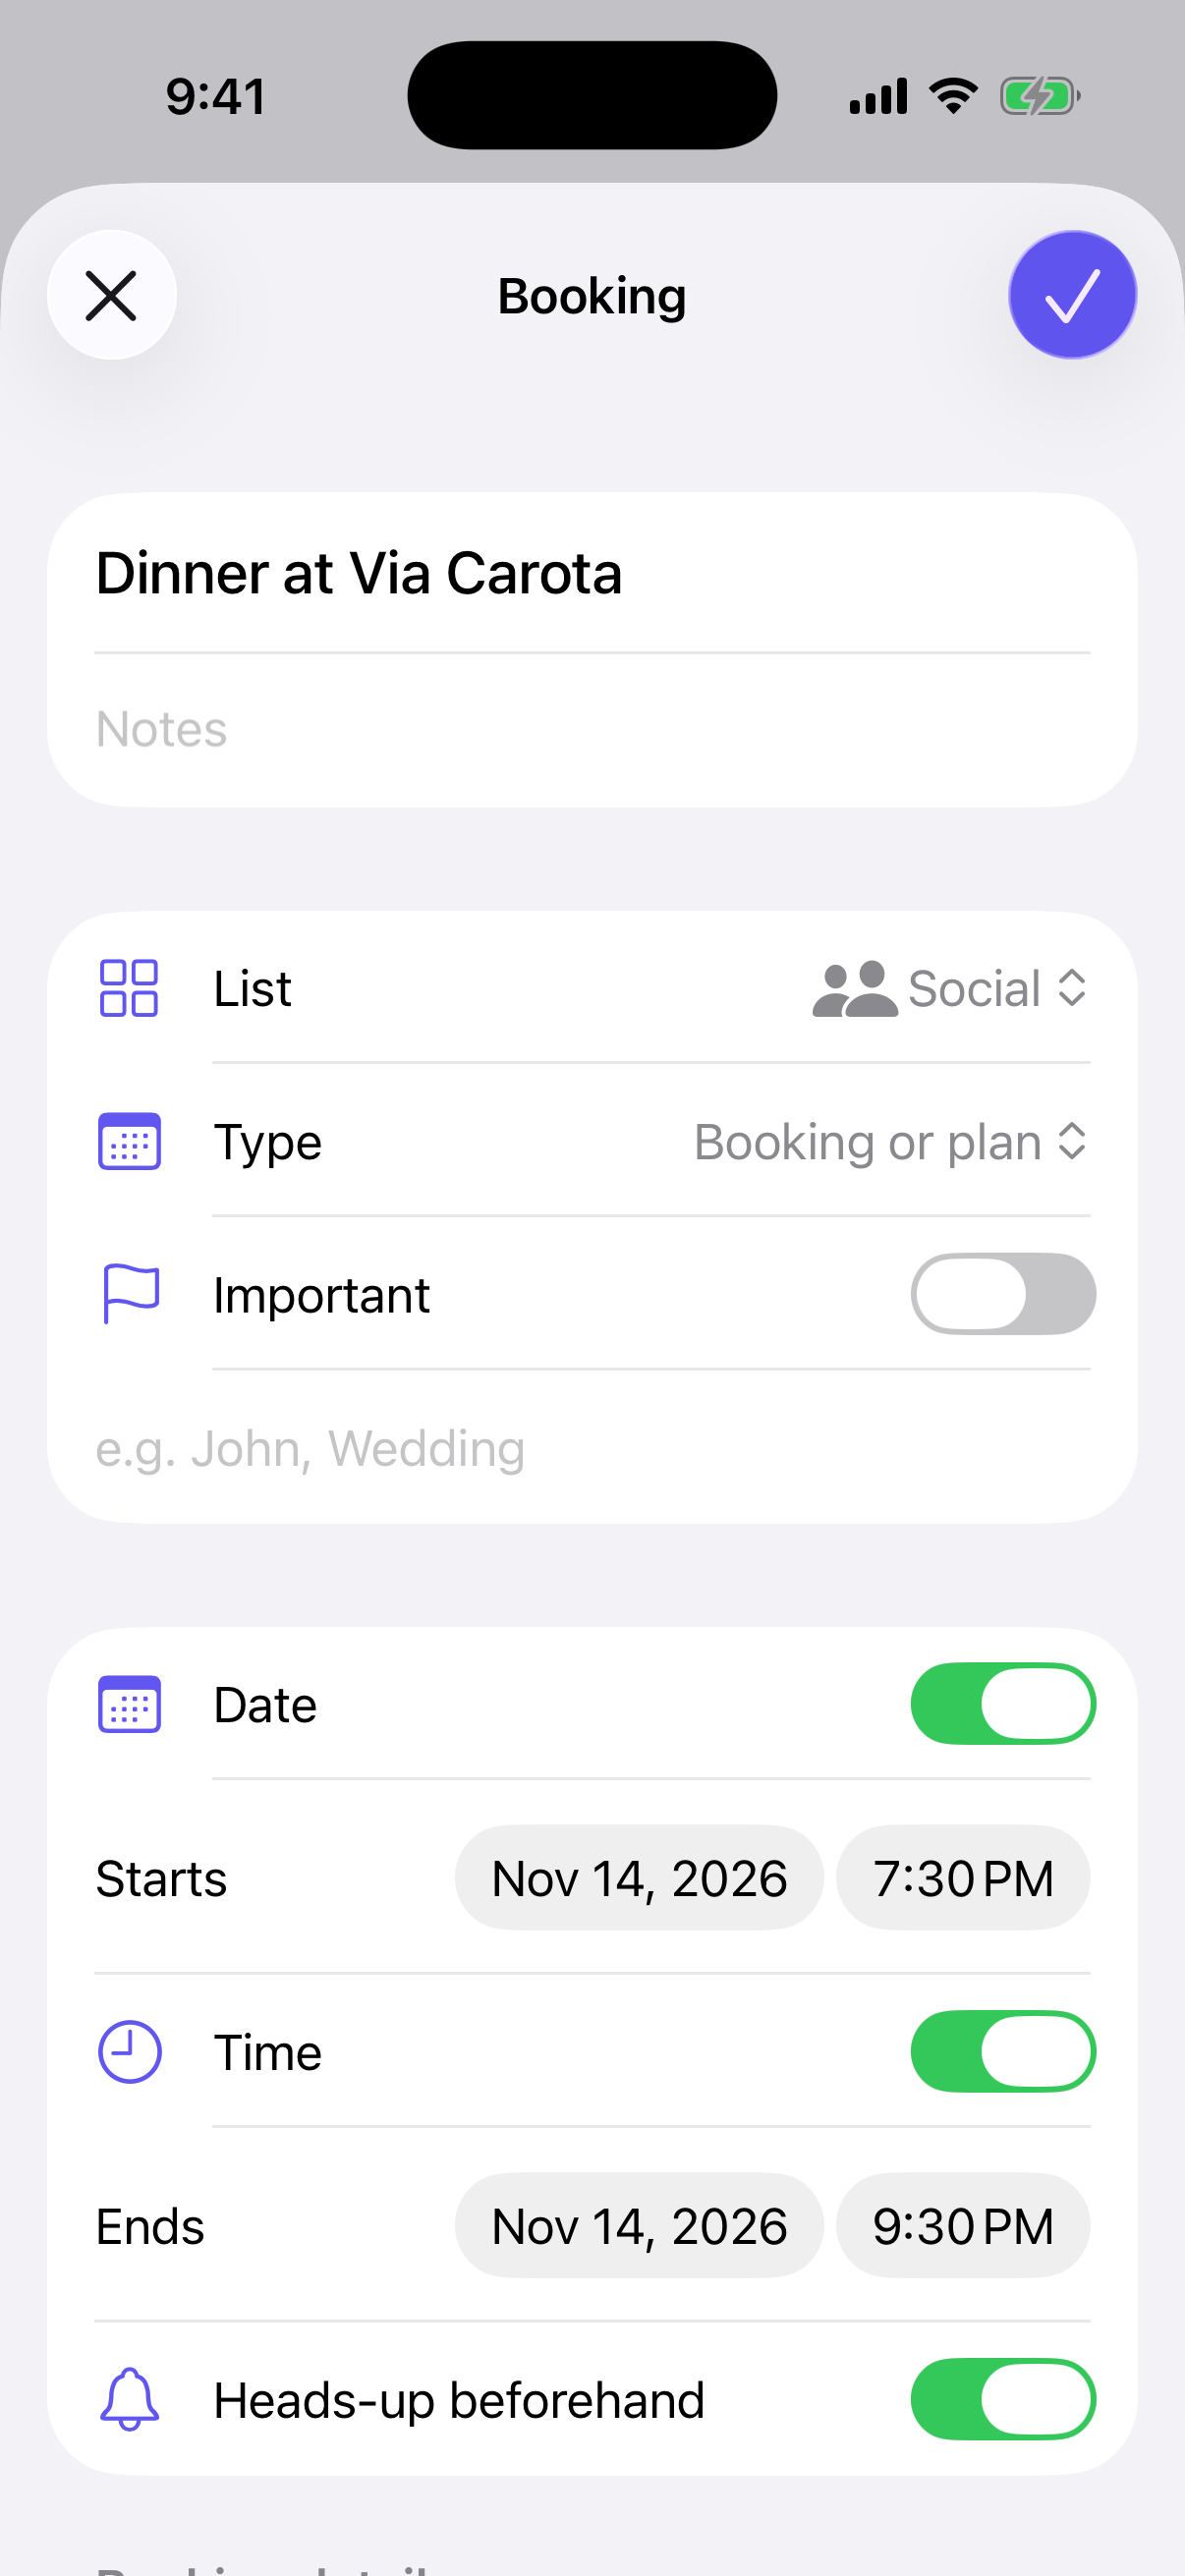 9:41
Booking
Dinner at Via Carota
Notes
List
Social
Type
Booking or plan
Important
e.g. John, Wedding
Date
Starts
Nov 14, 2026
7:30 PM
Time
Ends
Nov 14, 2026
9:30 PM
Heads-up beforehand